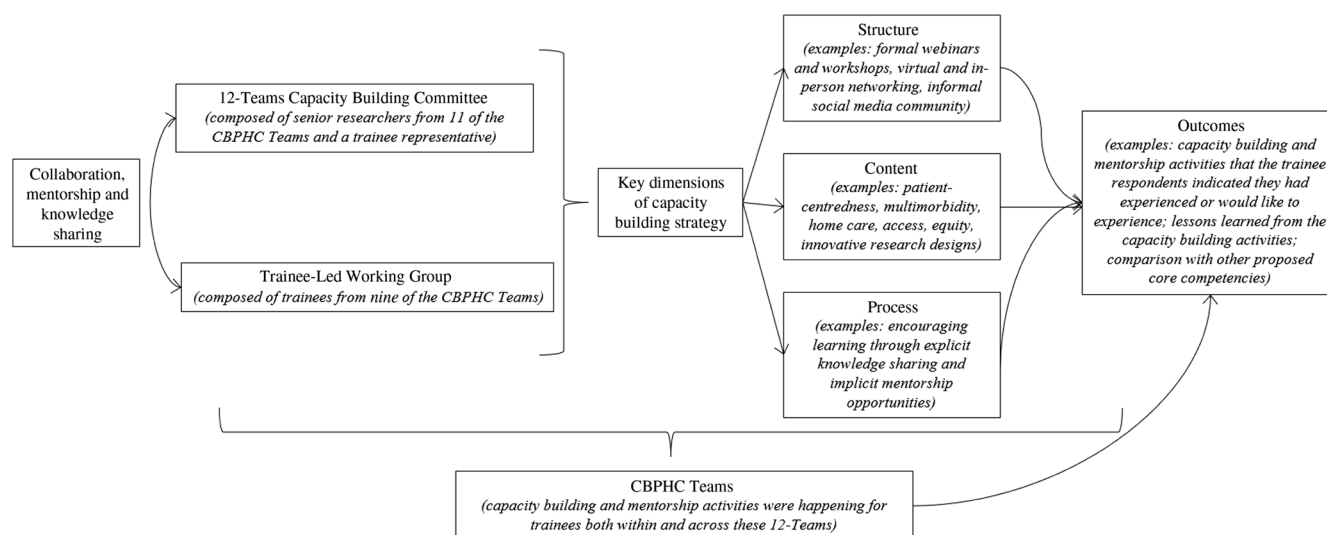 Collaboration,
mentorship and
knowledge
sharing
12-Teams Capacity Building Committee
(composed of senior researchers from 11 of the
CBPHC Teams and a trainee representative)
Trainee-Led Working Group
(composed of trainees from nine of the CBPHC Teams)
Key dimensions
of capacity
building strategy
Structure
(examples: formal webinars
and workshops, virtual and in-
person networking, informal
social media community)
Content
(examples: patient-
centredness, multimorbidity,
home care, access, equity,
innovative research designs)
Process
(examples: encouraging
learning through explicit
knowledge sharing and
implicit mentorship
opportunities)
Outcomes
(examples: capacity building and
mentorship activities that the trainee
respondents indicated they had
experienced or would like to
experience; lessons learned from the
capacity building activities;
comparison with other proposed
core competencies)
CBPHC Teams
(capacity building and mentorship activities were happening for
trainees both within and across these 12-Teams)